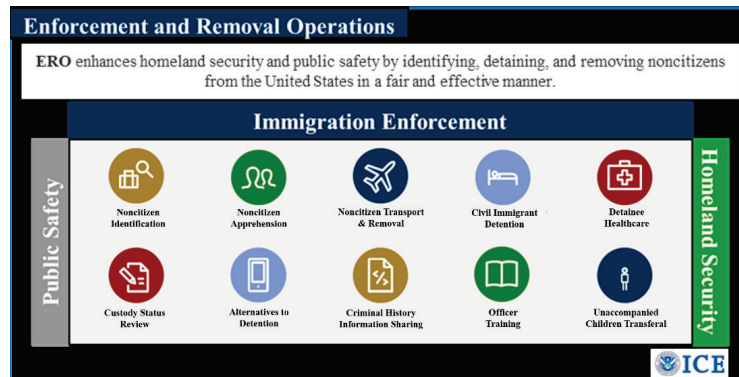 Enforcement and Removal Operations
ERO enhances homeland security and public safety by identifying, detaining, and removing noncitizens
from the United States in a fair and effective manner.
Immigration Enforcement
Public Safety
Noncitizen
Identification
Noncitizen
Apprehension
Noncitizen Transport
& Removal
Civil Immigrant
Detention
Detainee
Healthcare
Custody Status
Review
Alternatives to
Detention
Criminal History
Information Sharing
Officer
Training
Unaccompanied
Children Transferal
Homeland Security
ICE